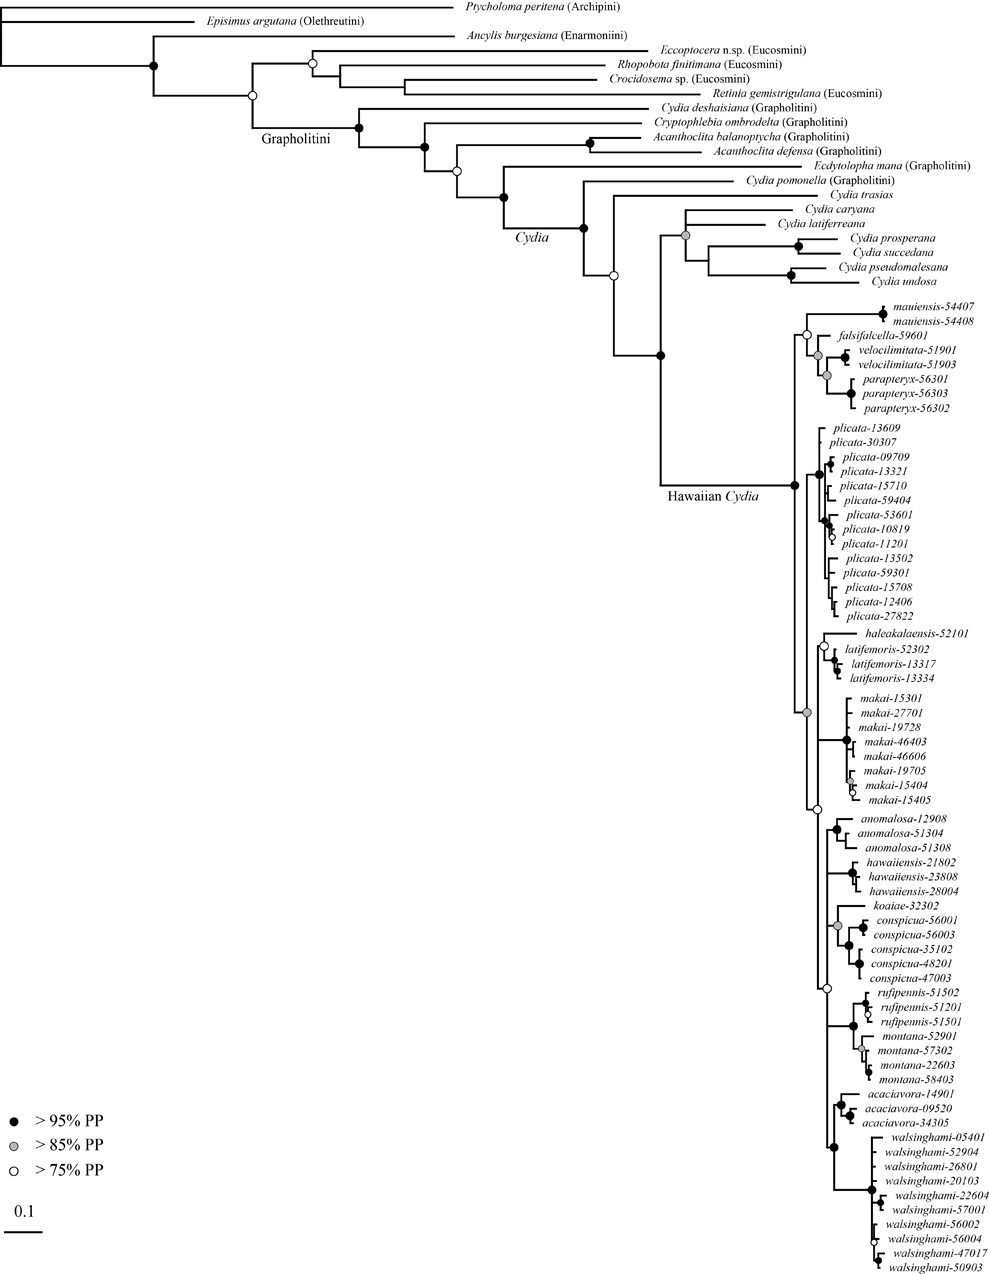 Ptycholoma peritena (Archipini)
Episimus argutana (Olethreutini)
Ancylis burgesiana (Enarmoniini)
Eccoptocera n.sp. (Eucosmini)
Rhopobota finitimana (Eucosmini)
Crocidosema sp. (Eucosmini)
Retinia gemistrigulana (Eucosmini)
Cydia deshaisiana (Grapholitini)
Cryptophlebia ombrodelta (Grapholitini)
Grapholitini
Acanthoclita balanoptycha (Grapholitini)
Acanthoclita defensa (Grapholitini)
Ecdytolopha mana (Grapholitini)
Cydia pomonella (Grapholitini)
Cydia trasias
Cydia caryana
Cydia latiferreana
Cydia
Cydia prosperana
Cydia succedana
Cydia pseudomalesana
Cydia undosa
mauiensis-54407
mauiensis-54408
falsifalcella-59601
velocilimitata-51901
velocilimitata-51903
parapteryx-56301
parapteryx-56303
parapteryx-56302
plicata-13609
plicata-30307
plicata-09709
plicata-13321
plicata-15710
Hawaiian Cydia
plicata-59404
plicata-53601
plicata-10819
plicata-11201
plicata-13502
plicata-59301
plicata-15708
plicata-12406
plicata-27822
haleakalaensis-52101
latifemoris-52302
latifemoris-13317
latifemoris-13334
makai-15301
makai-27701
makai-19728
makai-46403
makai-46606
makai-19705
makai-15404
makai-15405
anomalosa-12908
anomalosa-51304
anomalosa-51308
hawaiiensis-21802
hawaiiensis-23808
hawaiiensis-28004
koaiae-32302
conspicua-56001
conspicua-56003
conspicua-35102
conspicua-48201
conspicua-47003
rufipennis-51502
rufipennis-51201
rufipennis-51501
montana-52901
montana-57302
montana-22603
montana-58403
acaciavora-14901
acaciavora-09520
acaciavora-34305
walsinghami-05401
walsinghami-52904
walsinghami-26801
walsinghami-20103
walsinghami-22604
walsinghami-57001
walsinghami-56002
walsinghami-56004
walsinghami-47017
walsinghami-50903
> 95% PP
> 85% PP
> 75% PP
0.1